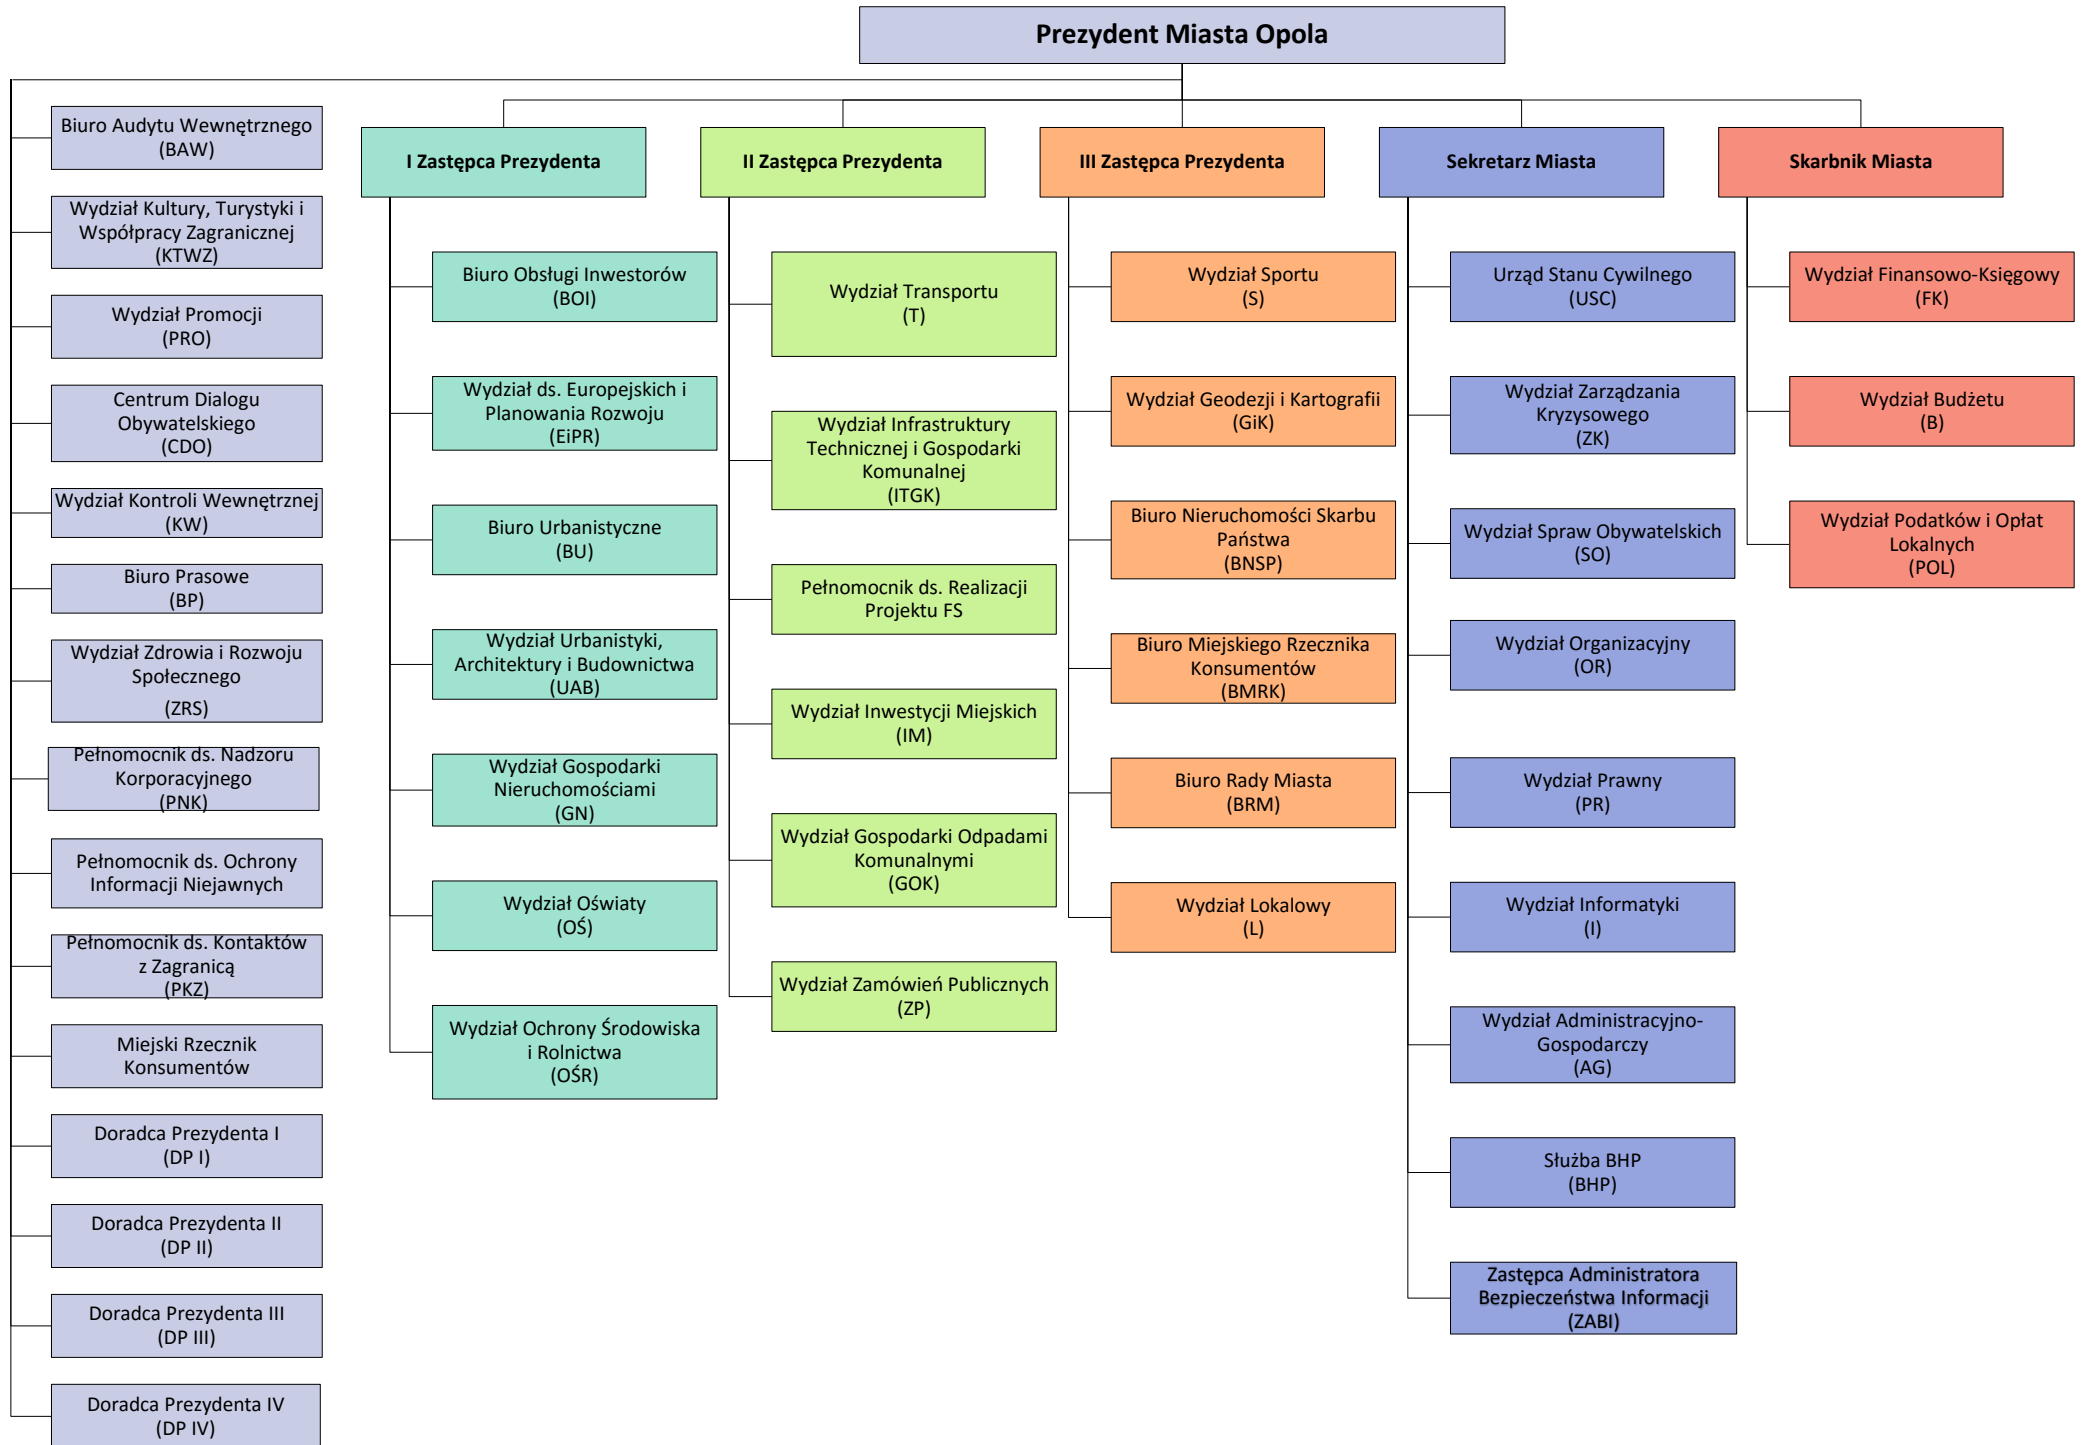 Prezydent Miasta Opola
Biuro Audytu Wewnętrznego
(BAW)
Wydział Kultury, Turystyki i
Współpracy Zagranicznej
(KTWZ)
Wydział Promocji
(PRO)
Centrum Dialogu
Obywatelskiego
(CDO)
Wydział Kontroli Wewnętrznej
(KW)
Biuro Prasowe
(BP)
Wydział Zdrowia i Rozwoju
Społecznego
(ZRS)
Pełnomocnik ds. Nadzoru
Korporacyjnego
(PNK)
Pełnomocnik ds. Ochrony
Informacji Niejawnych
Pełnomocnik ds. Kontaktów
z Zagranicą
(PKZ)
Miejski Rzecznik
Konsumentów
Doradca Prezydenta I
(DP I)
Doradca Prezydenta II
(DP II)
Doradca Prezydenta III
(DP III)
Doradca Prezydenta IV
(DP IV)
I Zastępca Prezydenta
Biuro Obsługi Inwestorów
(BOI)
Wydział ds. Europejskich i
Planowania Rozwoju
(EiPR)
Biuro Urbanistyczne
(BU)
Wydział Urbanistyki,
Architektury i Budownictwa
(UAB)
Wydział Gospodarki
Nieruchomościami
(GN)
Wydział Oświaty
(OŚ)
Wydział Ochrony Środowiska
i Rolnictwa
(OŚR)
II Zastępca Prezydenta
Wydział Transportu
(T)
Wydział Infrastruktury
Technicznej i Gospodarki
Komunalnej
(ITGK)
Pełnomocnik ds. Realizacji
Projektu FS
Wydział Inwestycji Miejskich
(IM)
Wydział Gospodarki Odpadami
Komunalnymi
(GOK)
Wydział Zamówień Publicznych
(ZP)
III Zastępca Prezydenta
Wydział Sportu
(S)
Wydział Geodezji i Kartografii
(GiK)
Biuro Nieruchomości Skarbu
Państwa
(BNSP)
Biuro Miejskiego Rzecznika
Konsumentów
(BMRK)
Biuro Rady Miasta
(BRM)
Wydział Lokalowy
(L)
Sekretarz Miasta
Urząd Stanu Cywilnego
(USC)
Wydział Zarządzania
Kryzysowego
(ZK)
Wydział Spraw Obywatelskich
(SO)
Wydział Organizacyjny
(OR)
Wydział Prawny
(PR)
Wydział Informatyki
(I)
Wydział Administracyjno-
Gospodarczy
(AG)
Służba BHP
(BHP)
Zastępca Administratora
Bezpieczeństwa Informacji
(ZABI)
Skarbnik Miasta
Wydział Finansowo-Księgowy
(FK)
Wydział Budżetu
(B)
Wydział Podatków i Opłat
Lokalnych
(POL)